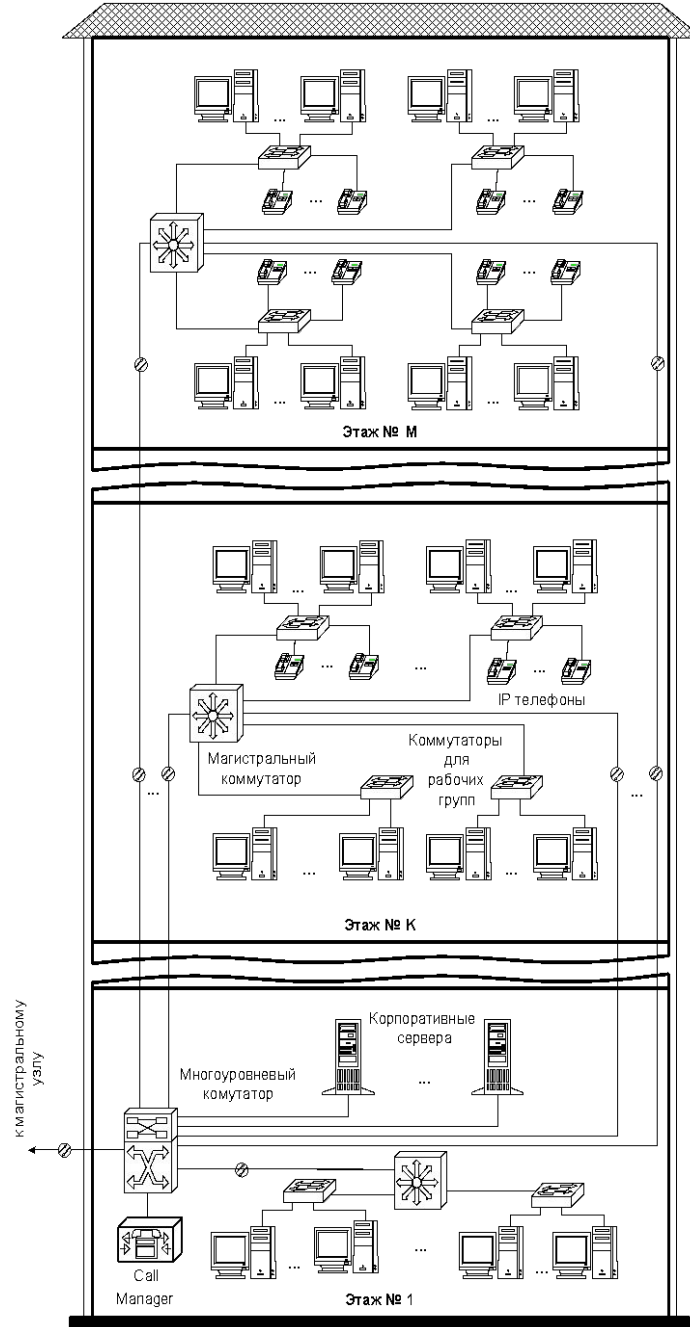 Этаж № М
IP телефоны
Магистральный
коммутатор
Коммутаторы
для
рабочих
групп
Этаж № К
к магистральному
узлу
Корпоративные
сервера
Многоуровневый
комутатор
Call
Manager
Этаж № 1